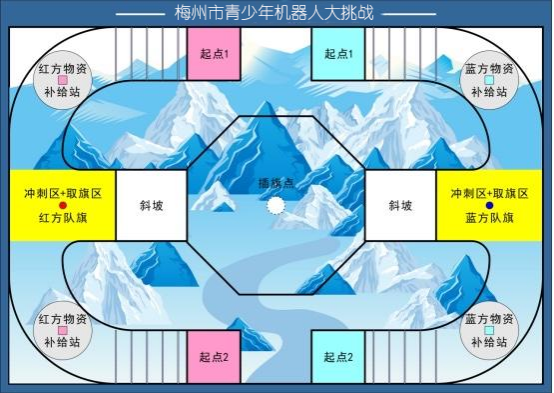 梅州市青少年机器人大挑战
起点1
起点1
红方物资
补给站
蓝方物资
补给站
冲刺区+取旗区
红方队旗
斜坡
插旗点
斜坡
冲刺区+取旗区
蓝方队旗
红方物资
补给站
蓝方物资
补给站
起点2
起点2